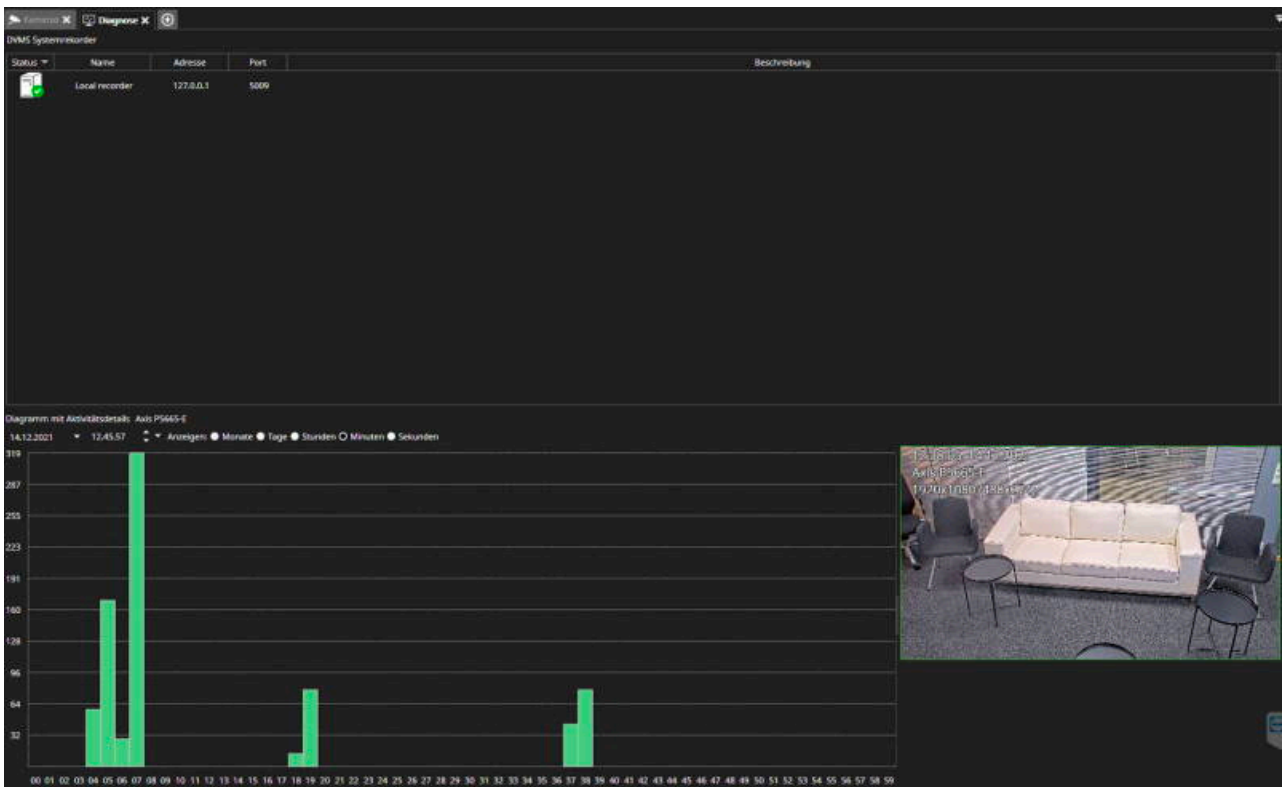 Kameras Diagnose
DVMS Systemrekorder
Status Name Adresse Port Beschreibung
Local recorder 127.0.0.1 5009
Diagramm mit Aktivitätsdetails Axis P5665-E
14.12.2021 12.45.57 Anzeigen: Monate Tage Stunden Minuten Sekunden
319
287
255
223
191
160
128
96
64
32
00 01 02 03 04 05 06 07 08 09 10 11 12 13 14 15 16 17 18 19 20 21 22 23 24 25 26 27 28 29 30 31 32 33 34 35 36 37 38 39 40 41 42 43 44 45 46 47 48 49 50 51 52 53 54 55 56 57 58 59
Axis P5665-E